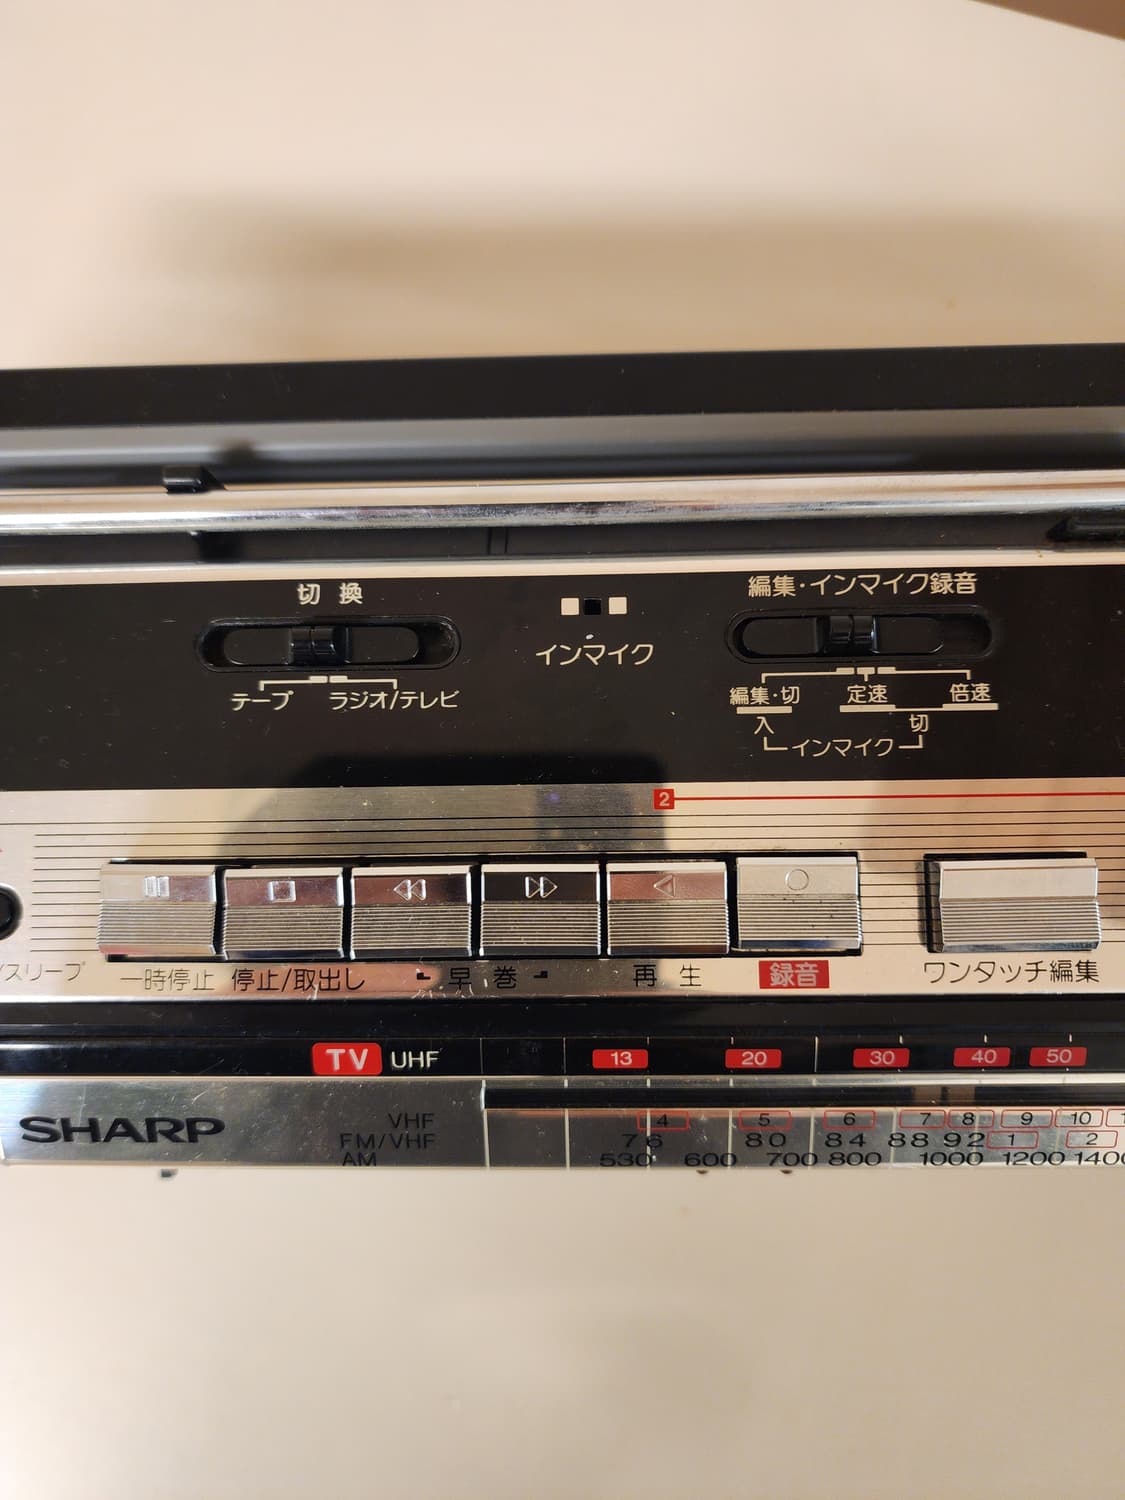 切換
編集・インマイク録音
インマイク
テープ ラジオ/テレビ
編集・切 定速 倍速
入 切
インマイク
2
/スリープ 一時停止 停止/取出し 早巻 再生 録音 ワンタッチ編集
TV UHF 13 20 30 40 50
SHARP
VHF 4 5 6 7 8 9 10
FM/VHF 76 80 84 88 92 1 2
AM 530 600 700 800 1000 1200 1400